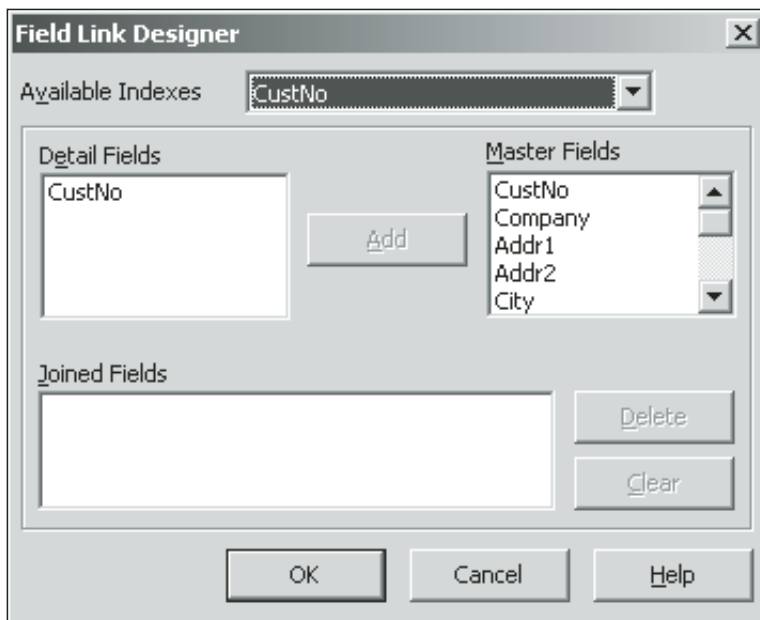 Field Link Designer
Available Indexes CustNo
Detail Fields
CustNo
Add
Master Fields
CustNo
Company
Addr1
Addr2
City
Joined Fields
Delete
Clear
OK Cancel Help